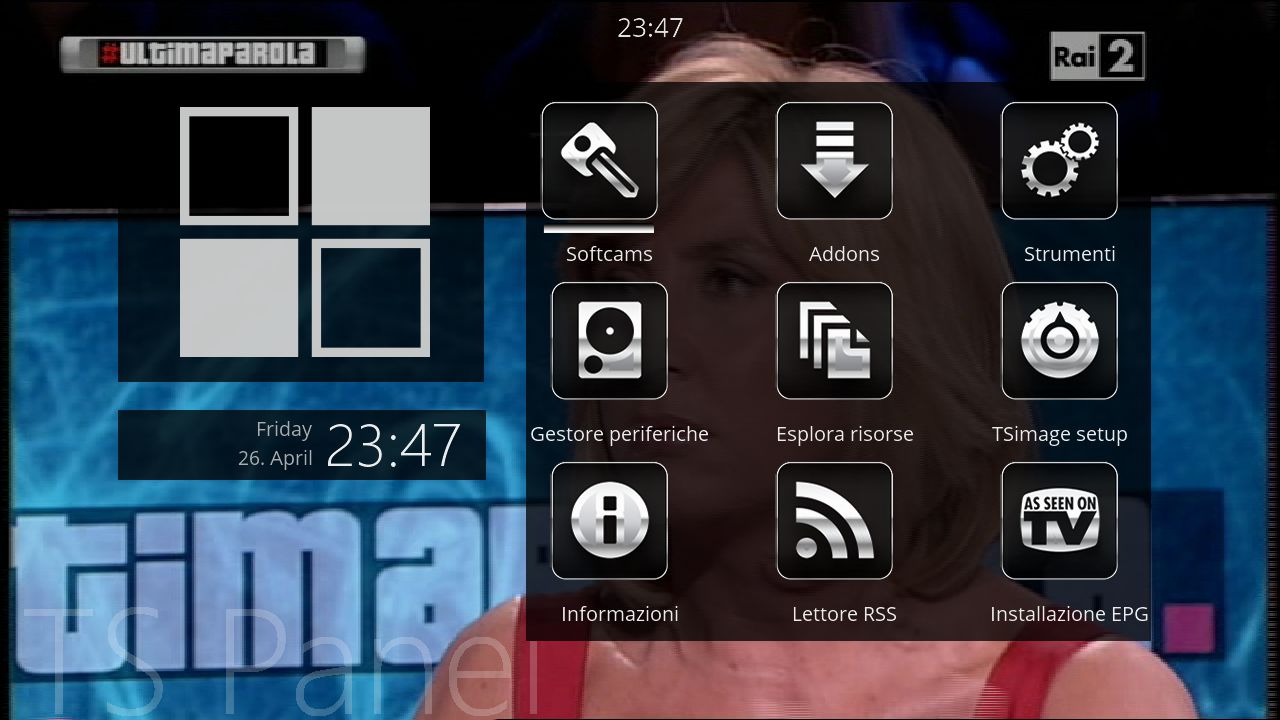 23:47
#ULTIMAPAROLA
Rai 2
Softcams
Addons
Strumenti
Gestore periferiche
Esplora risorse
TSimage setup
Friday
26. April
23:47
AS SEEN ON
TV
Informazioni
Lettore RSS
Installazione EPG
timap
TS Panel